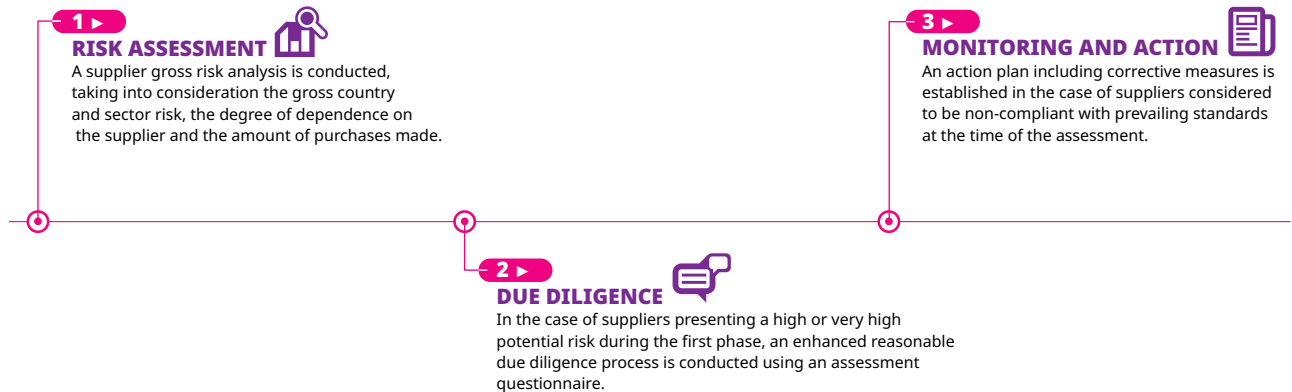 1 ►
RISK ASSESSMENT
A supplier gross risk analysis is conducted,
taking into consideration the gross country
and sector risk, the degree of dependence on
the supplier and the amount of purchases made.
2 ►
DUE DILIGENCE
In the case of suppliers presenting a high or very high
potential risk during the first phase, an enhanced reasonable
due diligence process is conducted using an assessment
questionnaire.
3 ►
MONITORING AND ACTION
An action plan including corrective measures is
established in the case of suppliers considered
to be non-compliant with prevailing standards
at the time of the assessment.